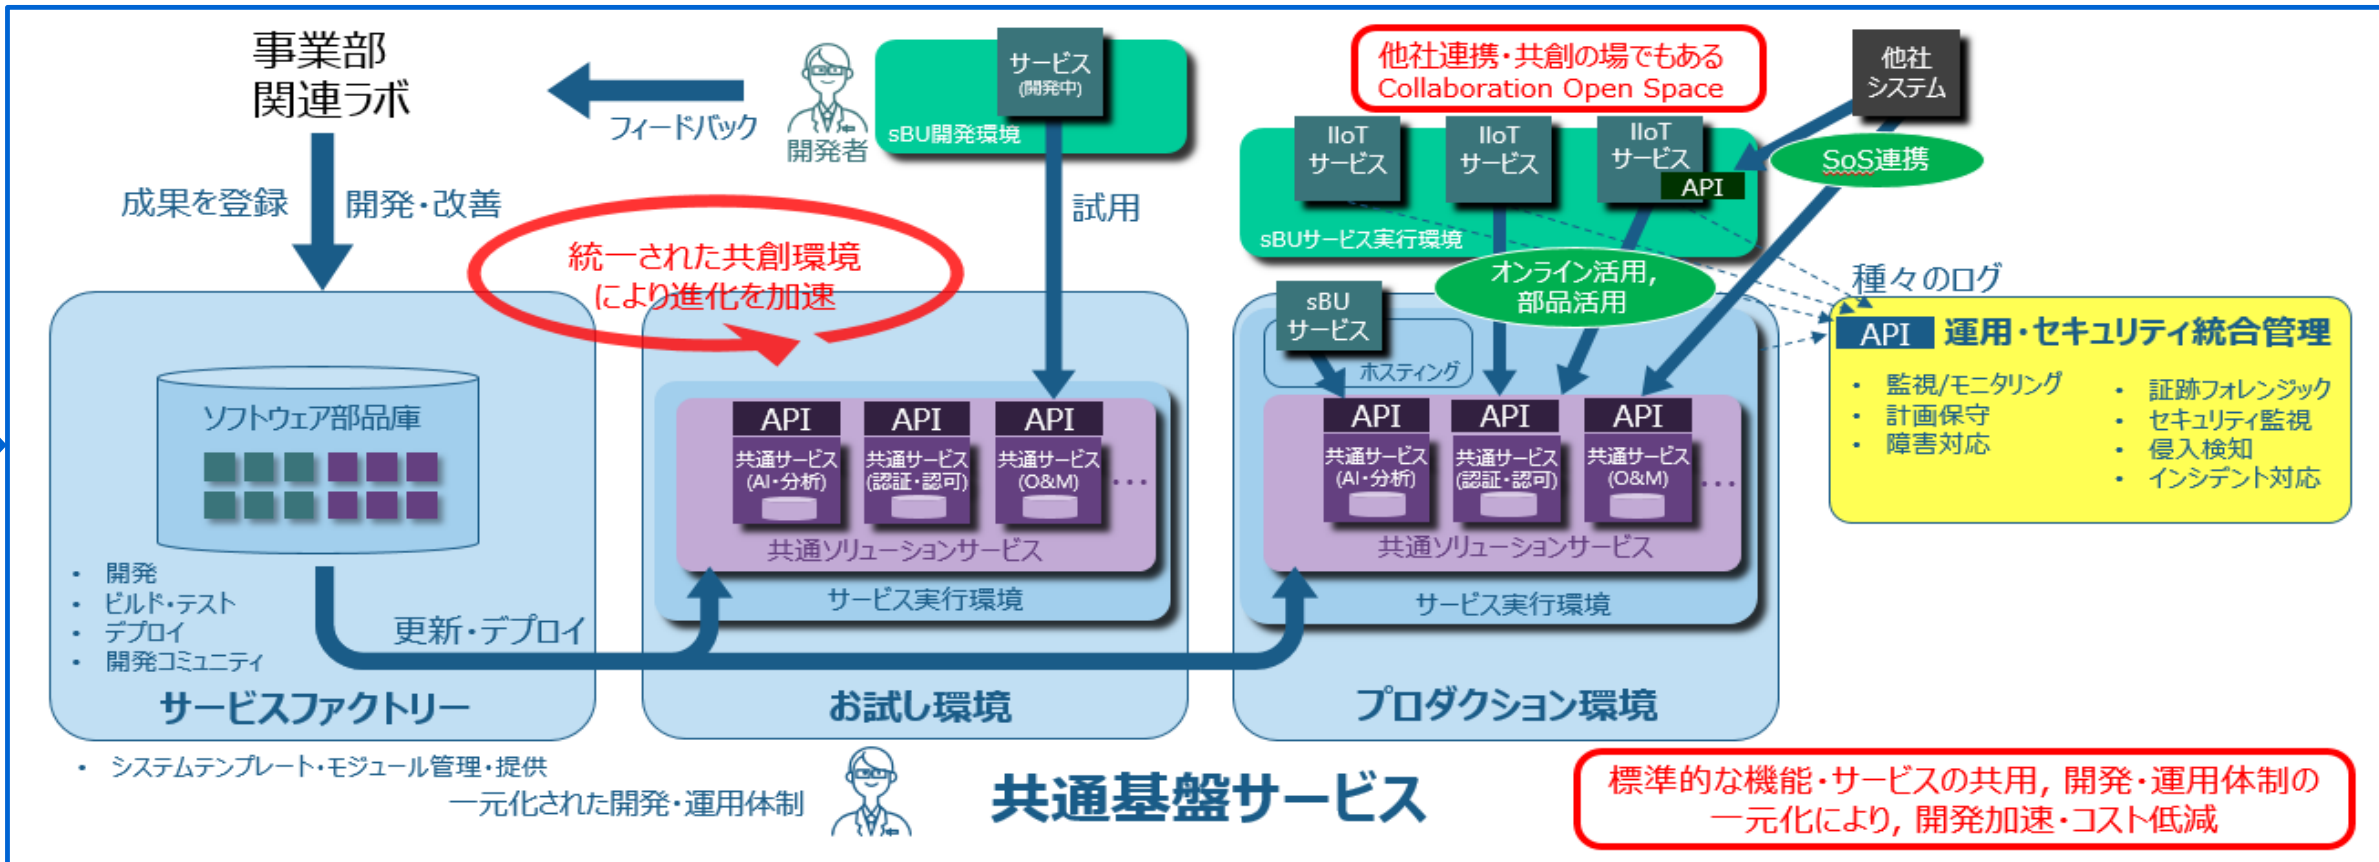 事業部
関連ラボ
フィードバック
開発者
サービス
(開発中)
sBU開発環境
他社連携・共創の場でもある
Collaboration Open Space
他社
システム
IIoT
サービス
IIoT
サービス
IIoT
サービス
API
SoS連携
sBUサービス実行環境
成果を登録
開発・改善
試用
統一された共創環境
により進化を加速
オンライン活用,
部品活用
種々のログ
sBU
サービス
ホスティング
API 運用・セキュリティ統合管理
・ 監視/モニタリング
・ 計画保守
・ 障害対応
・ 証跡フォレンジック
・ セキュリティ監視
・ 侵入検知
・ インシデント対応
ソフトウェア部品庫
・ 開発
・ ビルド・テスト
・ デプロイ
・ 開発コミュニティ
更新・デプロイ
サービスファクトリー
API
共通サービス
(AI・分析)
API
共通サービス
(認証・認可)
API
共通サービス
(O&M)
・・・
共通ソリューションサービス
サービス実行環境
お試し環境
API
共通サービス
(AI・分析)
API
共通サービス
(認証・認可)
API
共通サービス
(O&M)
・・・
共通ソリューションサービス
サービス実行環境
プロダクション環境
・ システムテンプレート・モジュール管理・提供
一元化された開発・運用体制
共通基盤サービス
標準的な機能・サービスの共用, 開発・運用体制の
一元化により, 開発加速・コスト低減